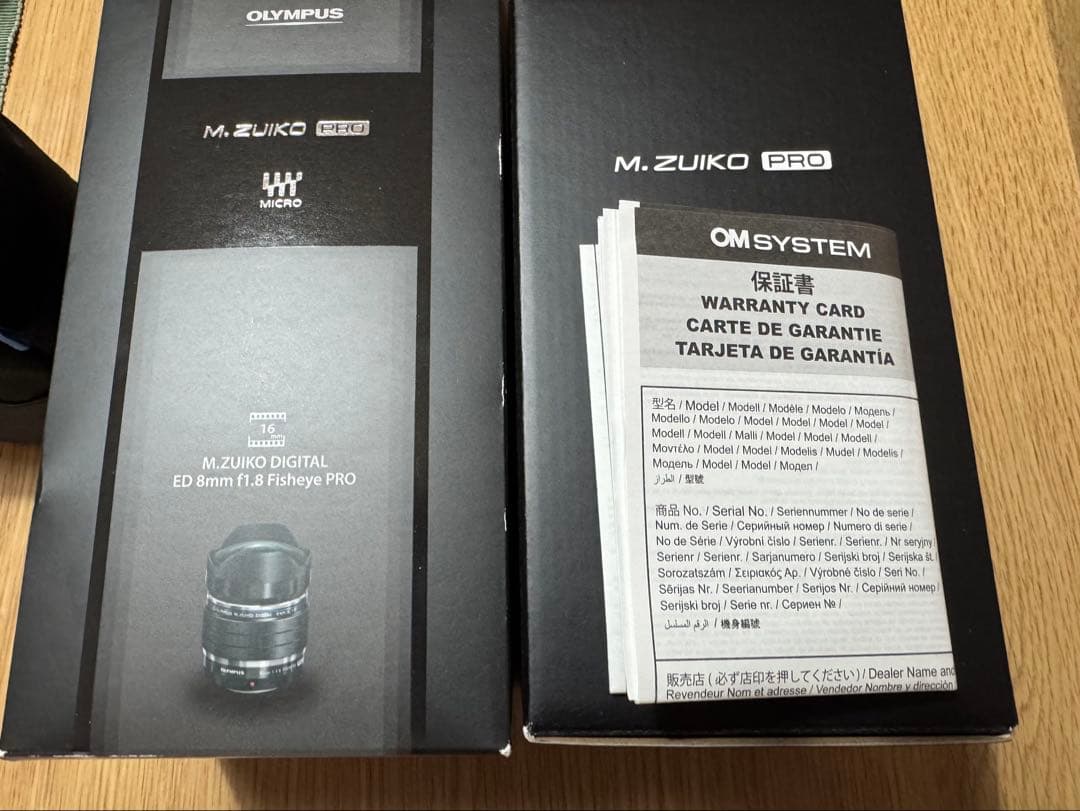 OLYMPUS
M.ZUIKO PRO
MICRO
16
mm
M.ZUIKO DIGITAL
ED 8mm f1.8 Fisheye PRO
OLYMPUS
M.ZUIKO PRO
OM SYSTEM
保証書
WARRANTY CARD
CARTE DE GARANTIE
TARJETA DE GARANTÍA
型名 / Model / Modell / Modèle / Modelo / Модель /
Modello / Modelo / Model / Model / Model / Model /
Modell / Modell / Malli / Model / Model / Modell /
Μοντέλο / Model / Model / Modelis / Mudel / Modelis /
Модель / Model / Model / Модел /
الطراز / 型號
商品 No. / Serial No. / Seriennummer / No de serie /
Num. de Serie / Серийный номер / Numero di serie /
No de Série / Výrobní číslo / Serienr. / Serienr. / Nr seryjny
Serienr / Serienr. / Sarjanumero / Serijski broj / Serijska št.
Sorozatszám / Σειριακός Αρ. / Výrobné číslo / Seri No. /
Sērijas Nr. / Seerianumber / Serijos Nr. / Серійний номер
Serijski broj / Serie nr. / Сериен № /
الرقم المسلسل / 機身編號
販売店 ( 必ず店印を押してください) / Dealer Name and
Revendeur Nom et adresse / Vendedor Nombre y dirección